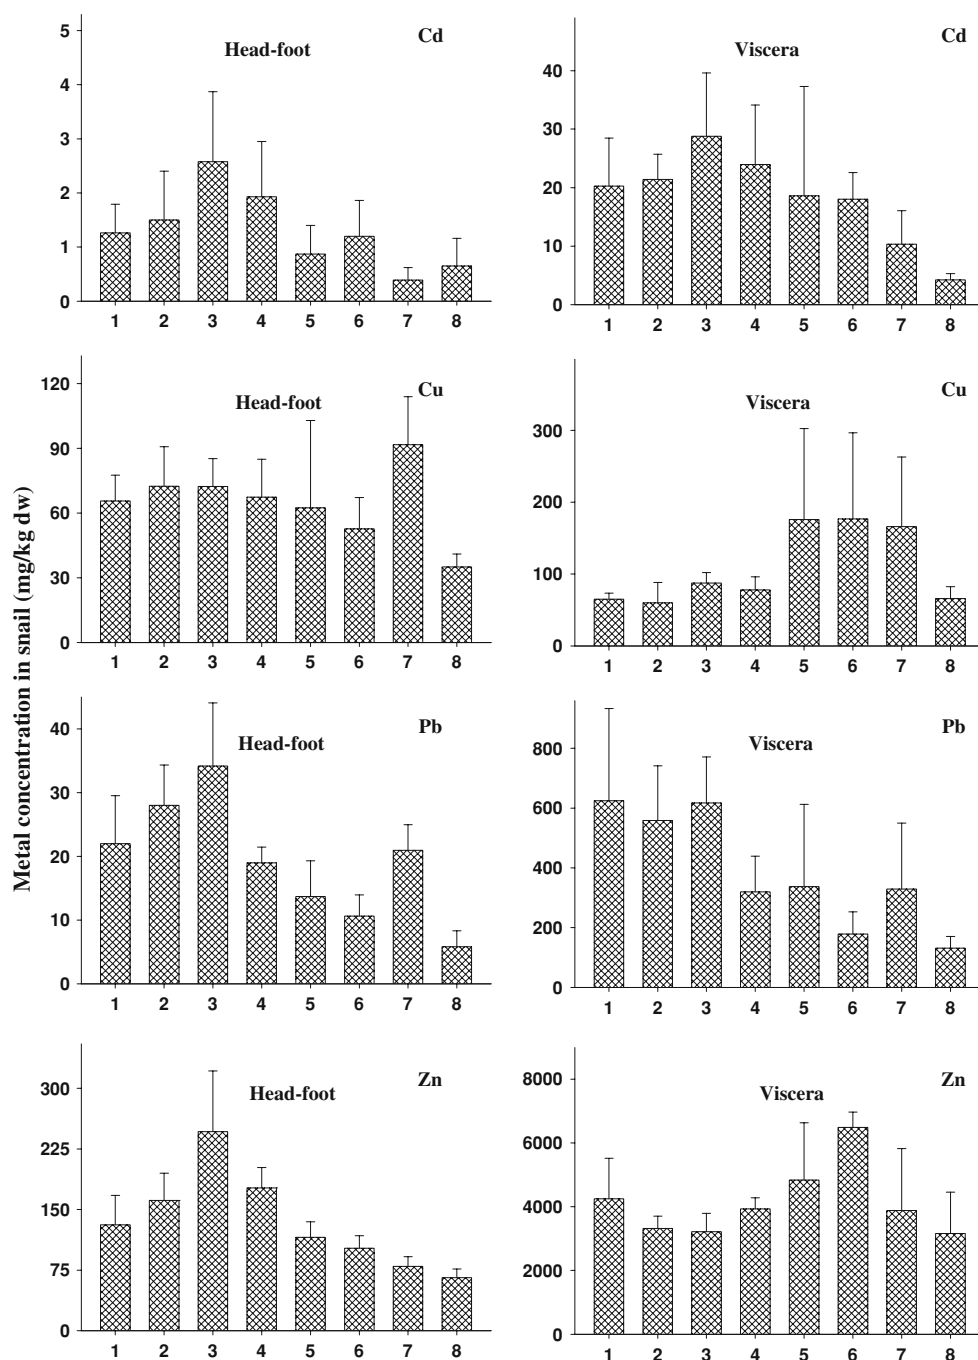 Metal concentration in snail (mg/kg dw)
Head-foot Cd
5
4
3
2
1
0
1 2 3 4 5 6 7 8
Viscera Cd
40
30
20
10
0
1 2 3 4 5 6 7 8
Head-foot Cu
120
90
60
30
0
1 2 3 4 5 6 7 8
Viscera Cu
300
200
100
0
1 2 3 4 5 6 7 8
Head-foot Pb
40
30
20
10
0
1 2 3 4 5 6 7 8
Viscera Pb
800
600
400
200
0
1 2 3 4 5 6 7 8
Head-foot Zn
300
225
150
75
0
1 2 3 4 5 6 7 8
Viscera Zn
8000
6000
4000
2000
0
1 2 3 4 5 6 7 8